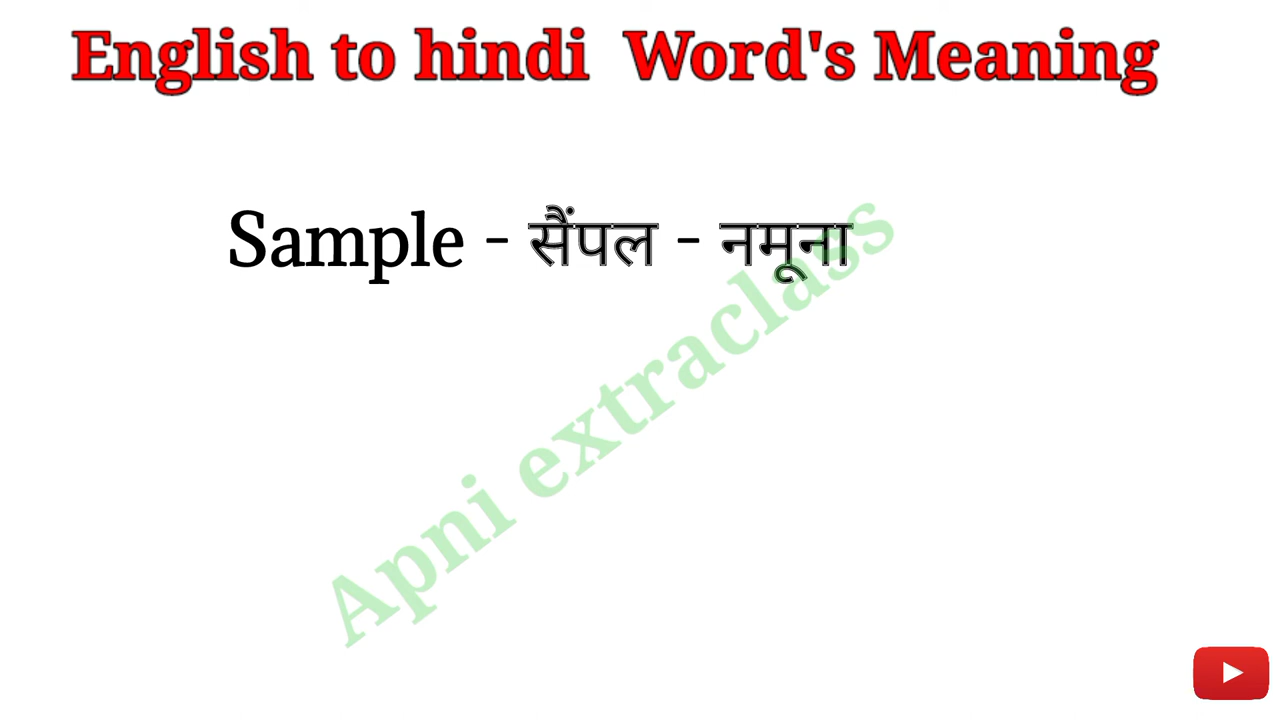 English to hindi Word's Meaning
Sample - सैंपल - नमूना
Apni extraclass